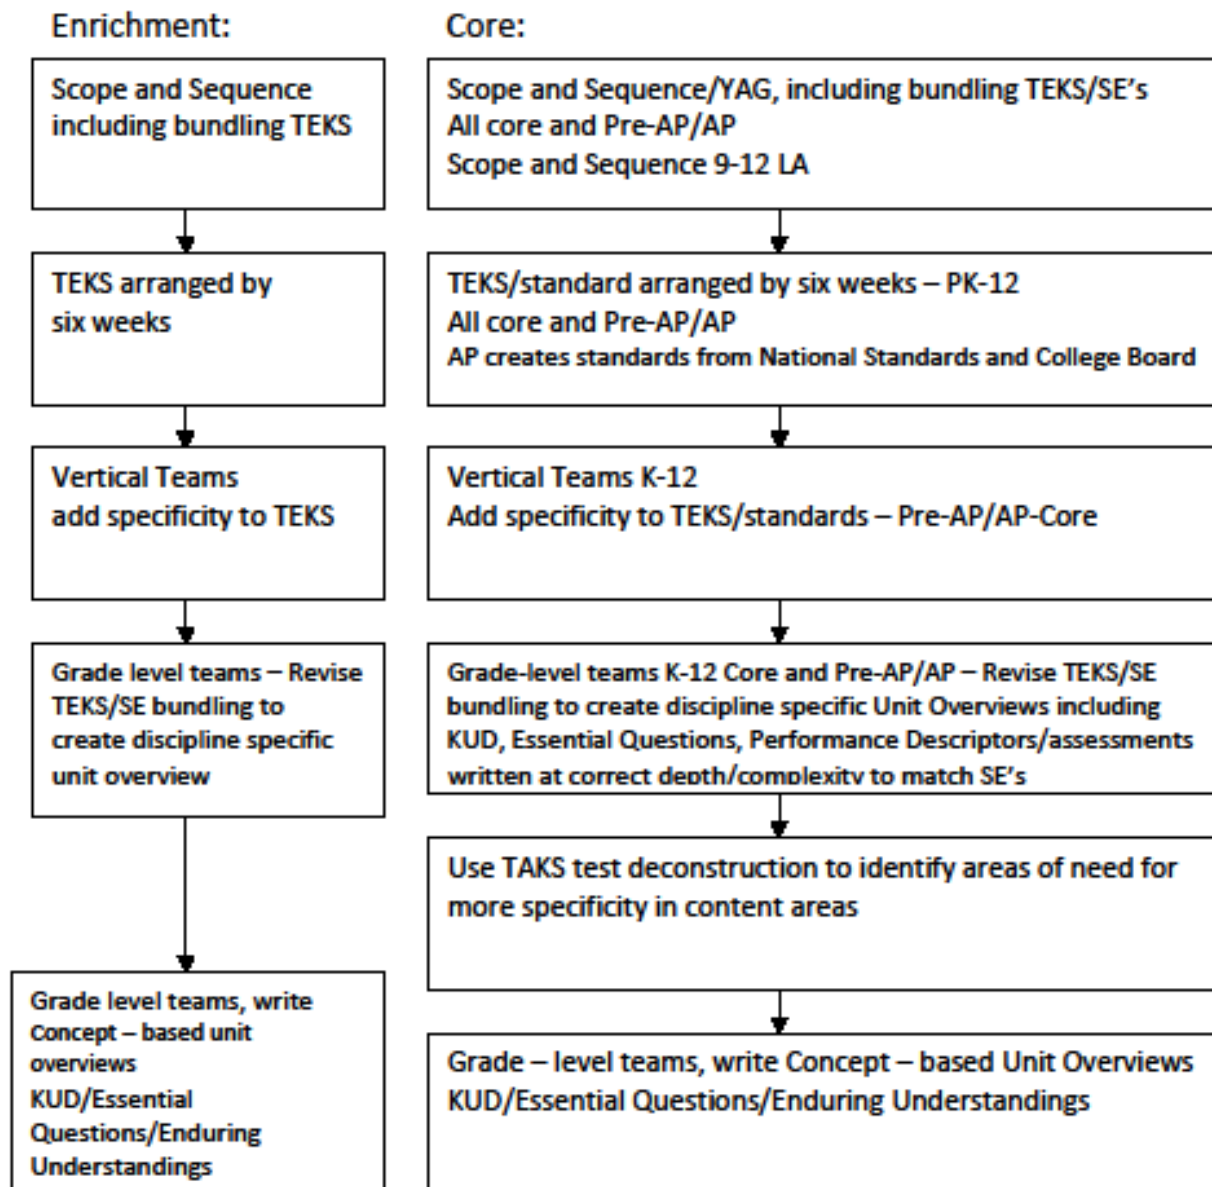 Enrichment:
Scope and Sequence
including bundling TEKS
TEKS arranged by
six weeks
Vertical Teams
add specificity to TEKS
Grade level teams – Revise
TEKS/SE bundling to
create discipline specific
unit overview
Grade level teams, write
Concept – based unit
overviews
KUD/Essential
Questions/Enduring
Understandings
Core:
Scope and Sequence/YAG, including bundling TEKS/SE's
All core and Pre-AP/AP
Scope and Sequence 9-12 LA
TEKS/standard arranged by six weeks – PK-12
All core and Pre-AP/AP
AP creates standards from National Standards and College Board
Vertical Teams K-12
Add specificity to TEKS/standards – Pre-AP/AP-Core
Grade-level teams K-12 Core and Pre-AP/AP – Revise TEKS/SE
bundling to create discipline specific Unit Overviews including
KUD, Essential Questions, Performance Descriptors/assessments
written at correct depth/complexity to match SE's
Use TAKS test deconstruction to identify areas of need for
more specificity in content areas
Grade – level teams, write Concept – based Unit Overviews
KUD/Essential Questions/Enduring Understandings